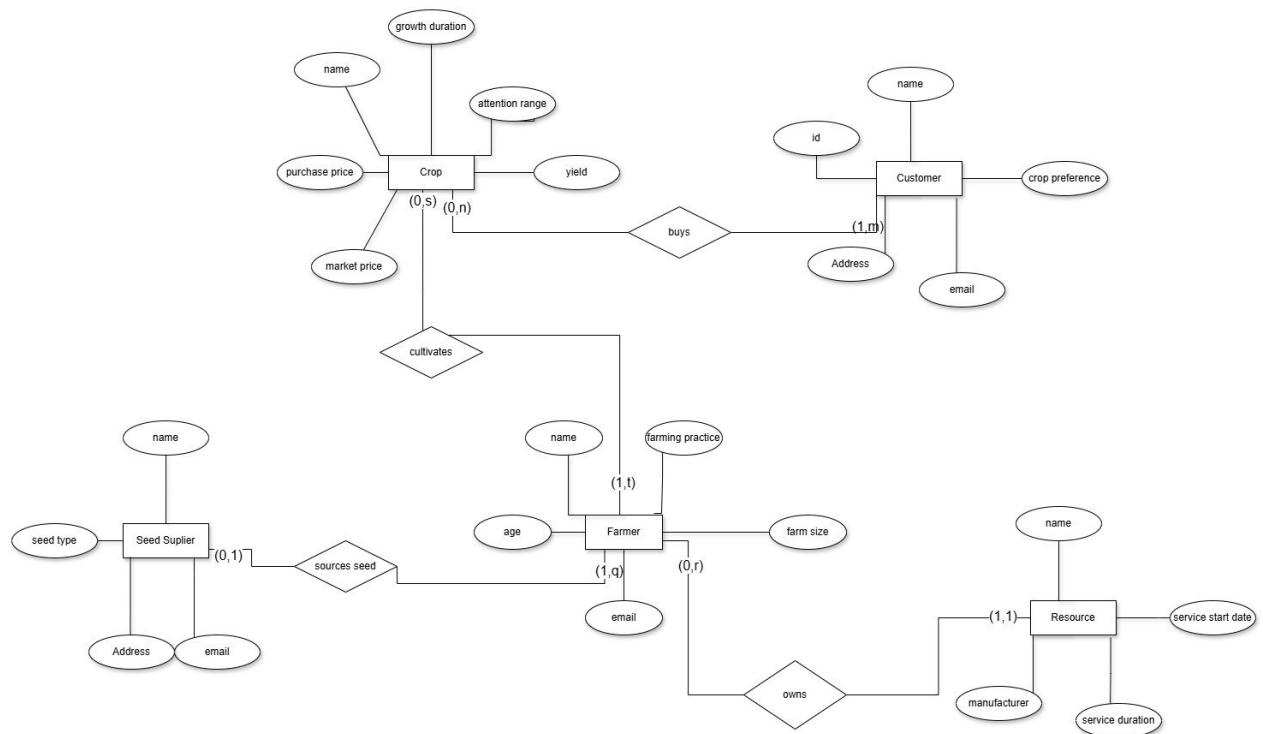 growth duration
name
name
attention range
id
purchase price
Crop
yield
Customer
crop preference
(0,s)
(0,n)
(1,m)
buys
market price
Address
email
cultivates
name
name
farming practice
(1,t)
name
seed type
Seed Suplier
age
Farmer
farm size
(0,1)
sources seed
(1,q)
(0,r)
email
(1,1)
Resource
service start date
Address
email
owns
manufacturer
service duration